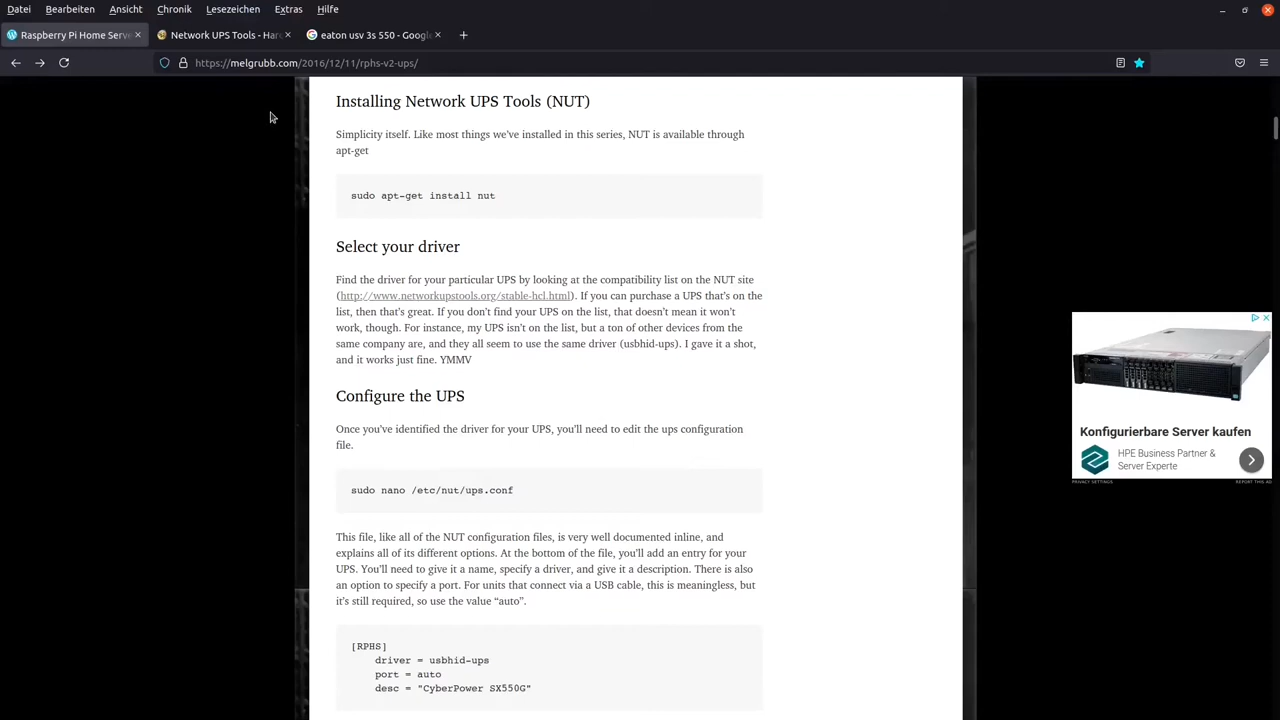 Datei Bearbeiten Ansicht Chronik Lesezeichen Extras Hilfe
Raspberry Pi Home Serve
Network UPS Tools - Har
eaton usv 3s 550 - Google
https://melgrubb.com/2016/12/11/rphs-v2-ups/
Installing Network UPS Tools (NUT)
Simplicity itself. Like most things we've installed in this series, NUT is available through
apt-get
sudo apt-get install nut
Select your driver
Find the driver for your particular UPS by looking at the compatibility list on the NUT site
(http://www.networkupstools.org/stable-hcl.html). If you can purchase a UPS that's on the
list, then that's great. If you don't find your UPS on the list, that doesn't mean it won't
work, though. For instance, my UPS isn't on the list, but a ton of other devices from the
same company are, and they all seem to use the same driver (usbhid-ups). I gave it a shot,
and it works just fine. YMMV
Configure the UPS
Once you've identified the driver for your UPS, you'll need to edit the ups configuration
file.
sudo nano /etc/nut/ups.conf
This file, like all of the NUT configuration files, is very well documented inline, and
explains all of its different options. At the bottom of the file, you'll add an entry for your
UPS. You'll need to give it a name, specify a driver, and give it a description. There is also
an option to specify a port. For units that connect via a USB cable, this is meaningless, but
it's still required, so use the value “auto”.
[RPHS]
driver = usbhid-ups
port = auto
desc = "CyberPower SX550G"
Konfigurierbare Server kaufen
HPE Business Partner &
Server Experte
PRIVACY SETTINGS
REPORT THIS AD